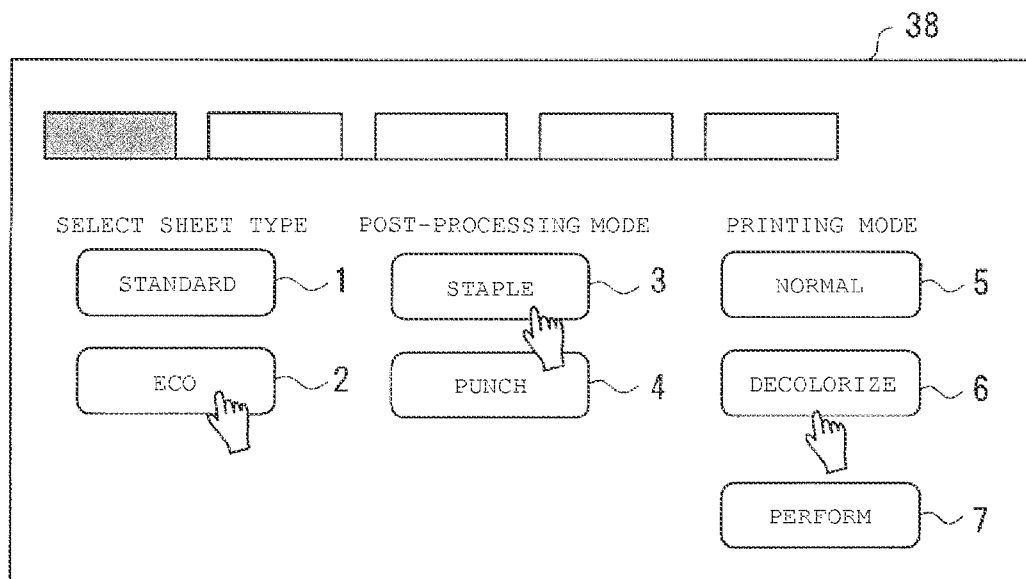 38
SELECT SHEET TYPE POST-PROCESSING MODE PRINTING MODE
STANDARD 1 STAPLE 3 NORMAL 5
ECO 2 PUNCH 4 DECOLORIZE 6
PERFORM 7